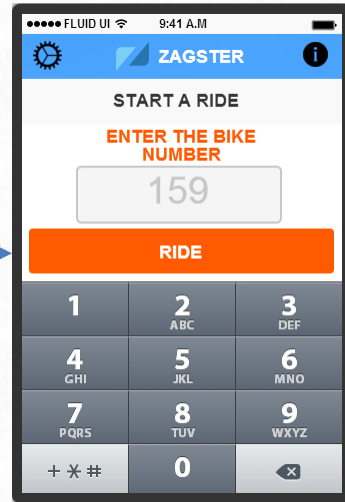 FLUID UI 9:41 A.M
ZAGSTER i
START A RIDE
ENTER THE BIKE
NUMBER
159
RIDE
1 2 3
ABC DEF
4 5 6
GHI JKL MNO
7 8 9
PQRS TUV WXYZ
+ * # 0